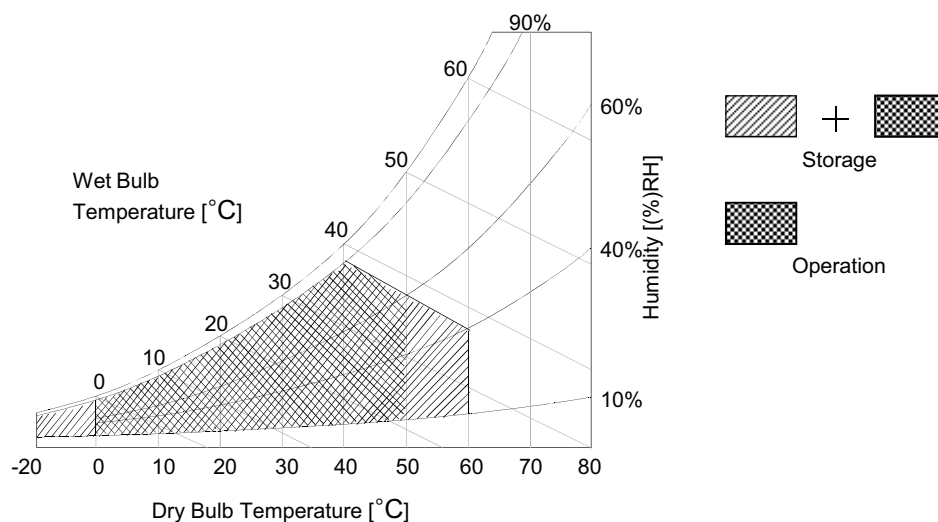 90%
60
60%
50
Wet Bulb
Temperature [°C]
40
40%
30
20
10
0
10%
Humidity [(%)RH]
-20 0 10 20 30 40 50 60 70 80
Dry Bulb Temperature [°C]
+
Storage
Operation